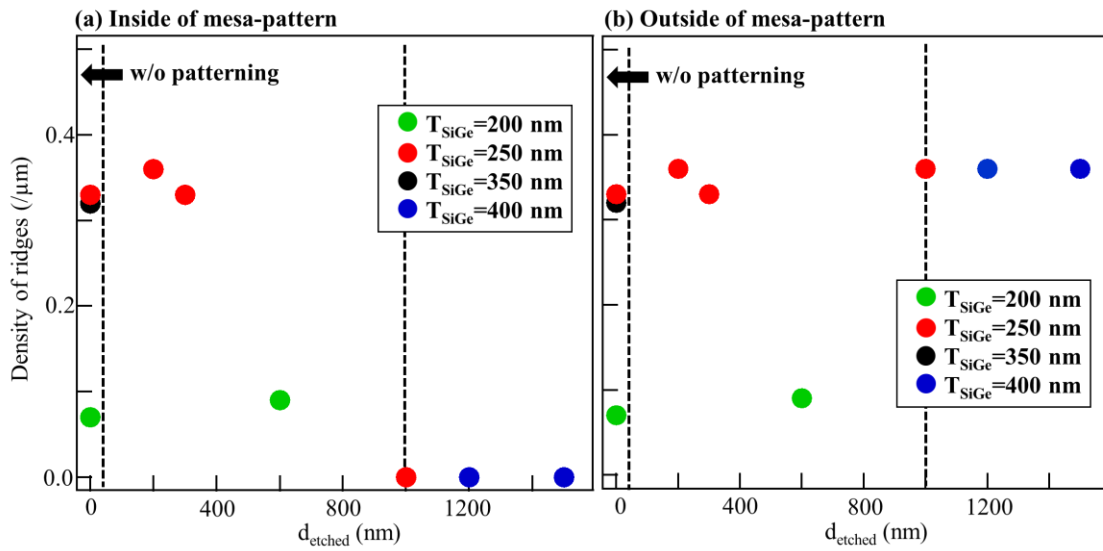 (a) Inside of mesa-pattern
w/o patterning
T_SiGe=200 nm
T_SiGe=250 nm
T_SiGe=350 nm
T_SiGe=400 nm
Density of ridges (/μm)
0.4
0.2
0.0
0
400
800
1200
d_etched (nm)
(b) Outside of mesa-pattern
w/o patterning
T_SiGe=200 nm
T_SiGe=250 nm
T_SiGe=350 nm
T_SiGe=400 nm
0
400
800
1200
d_etched (nm)